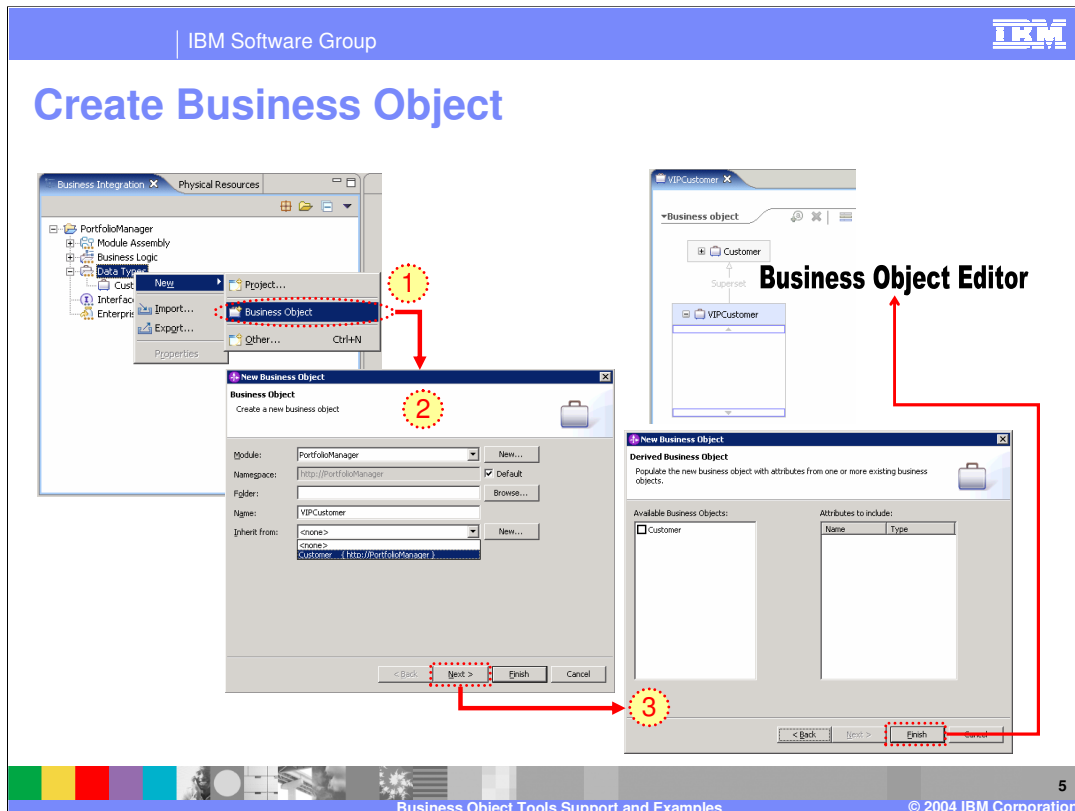 IBM Software Group
IBM
Create Business Object
Business Integration
Physical Resources
PortfolioManager
Module Assembly
Business Logic
Data Types
Cust
Interfac
Enterpris
New
Import...
Export...
Properties
Project...
Business Object
Other... Ctrl+N
1
New Business Object
Business Object
Create a new business object
2
Module: PortfolioManager New...
Namespace: http://PortfolioManager Default
Folder: Browse...
Name: VIPCustomer
Inherit from: <none> New...
<none>
Customer { http://PortfolioManager }
< Back Next > Finish Cancel
VIPCustomer
Business object
Customer
Superset
VIPCustomer
Business Object Editor
New Business Object
Derived Business Object
Populate the new business object with attributes from one or more existing business
objects.
Available Business Objects: Attributes to include:
Customer
Name Type
3
< Back Next > Finish Cancel
5
Business Object Tools Support and Examples
© 2004 IBM Corporation